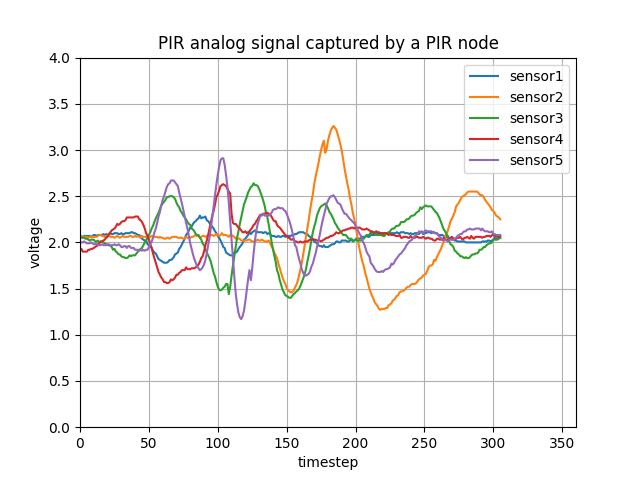 PIR analog signal captured by a PIR node
4.0
3.5
3.0
2.5
2.0
1.5
1.0
0.5
0.0
voltage
sensor1
sensor2
sensor3
sensor4
sensor5
0 50 100 150 200 250 300 350
timestep